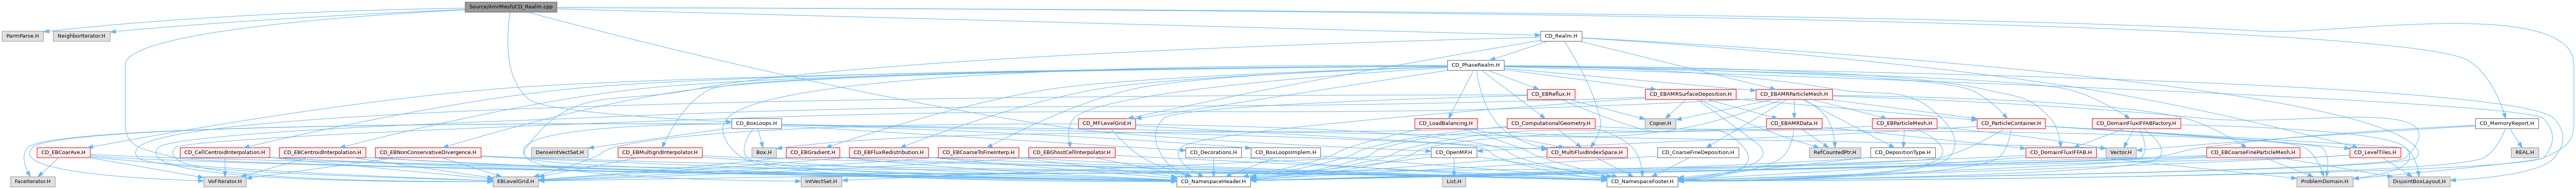 Source/AmrMesh/CD_Realm.cpp
ParmParse.H
NeighborIterator.H
CD_Realm.H
CD_PhaseRealm.H
CD_EBReflux.H
CD_EBAMRSurfaceDeposition.H
CD_EBAMRParticleMesh.H
CD_BoxLoops.H
CD_MFLevelGrid.H
CD_LoadBalancing.H
CD_ComputationalGeometry.H
Copier.H
CD_EBAMRData.H
CD_EBParticleMesh.H
CD_ParticleContainer.H
CD_DomainFluxIFFABFactory.H
CD_MemoryReport.H
CD_EBCoarAve.H
CD_CellCentroidInterpolation.H
CD_EBCentroidInterpolation.H
CD_EBNonConservativeDivergence.H
DenseIntVectSet.H
CD_EBMultigridInterpolator.H
Box.H
CD_EBGradient.H
CD_EBFluxRedistribution.H
CD_EBCoarseToFineInterp.H
CD_EBGhostCellInterpolator.H
CD_Decorations.H
CD_BoxLoopsImplem.H
CD_OpenMP.H
CD_MultiFluidIndexSpace.H
CD_CoarseFineDeposition.H
RefCountedPtr.H
CD_DepositionType.H
CD_DomainFluxIFFAB.H
Vector.H
CD_EBCoarseFineParticleMesh.H
CD_LevelTiles.H
REAL.H
FaceIterator.H
VoFIterator.H
EBLevelGrid.H
IntVectSet.H
CD_NamespaceHeader.H
List.H
CD_NamespaceFooter.H
ProblemDomain.H
DisjointBoxLayout.H